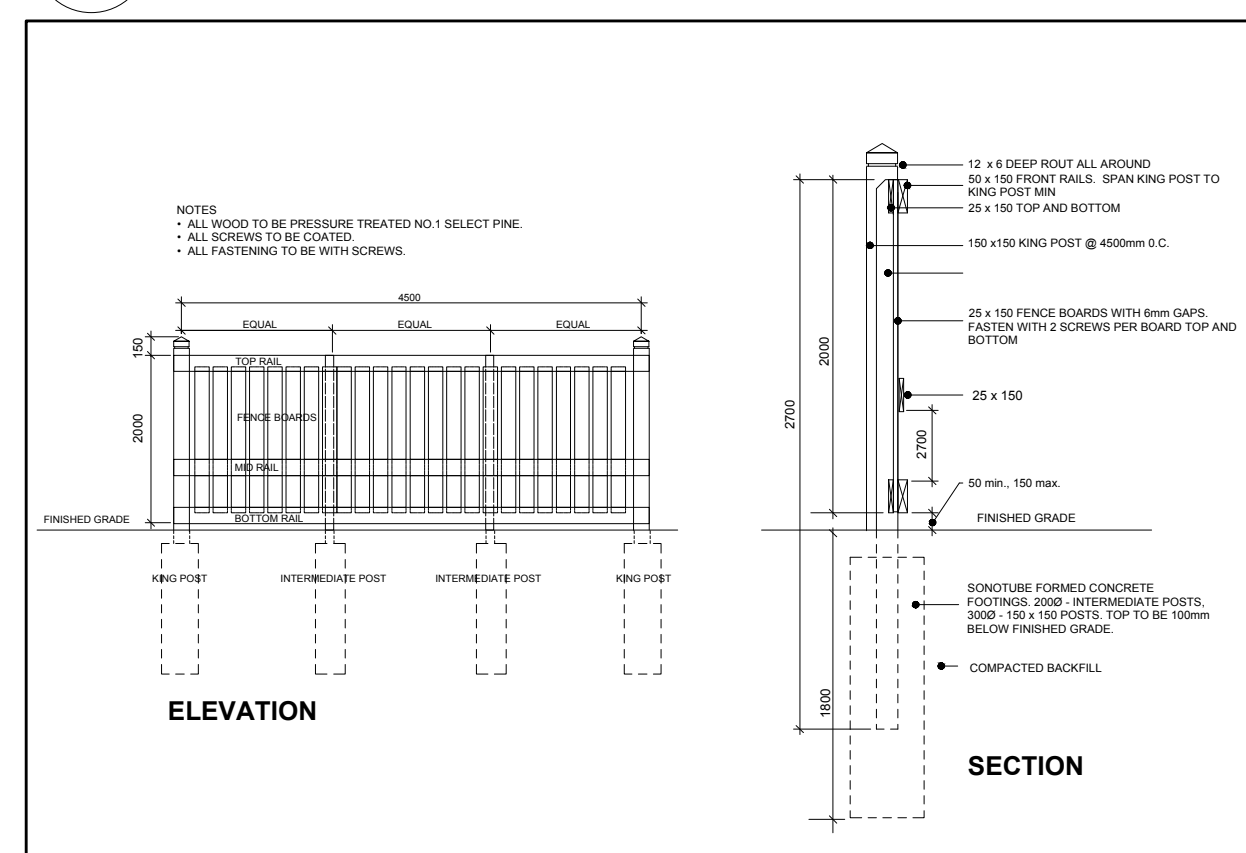 NOTES
• ALL WOOD TO BE PRESSURE TREATED NO.1 SELECT PINE.
• ALL SCREWS TO BE COATED.
• ALL FASTENING TO BE WITH SCREWS.
4500
EQUAL EQUAL EQUAL
150
TOP RAIL
2000
FENCE BOARDS
MID RAIL
FINISHED GRADE
BOTTOM RAIL
KING POST INTERMEDIATE POST INTERMEDIATE POST KING POST
ELEVATION
12 x 6 DEEP ROUT ALL AROUND
50 x 150 FRONT RAILS. SPAN KING POST TO
KING POST MIN
25 x 150 TOP AND BOTTOM
150 x150 KING POST @ 4500mm 0.C.
25 x 150 FENCE BOARDS WITH 6mm GAPS.
FASTEN WITH 2 SCREWS PER BOARD TOP AND
BOTTOM
2000
2700
25 x 150
2700
50 min., 150 max.
FINISHED GRADE
SONOTUBE FORMED CONCRETE
FOOTINGS. 200Ø - INTERMEDIATE POSTS,
300Ø - 150 x 150 POSTS. TOP TO BE 100mm
BELOW FINISHED GRADE.
COMPACTED BACKFILL
1800
SECTION